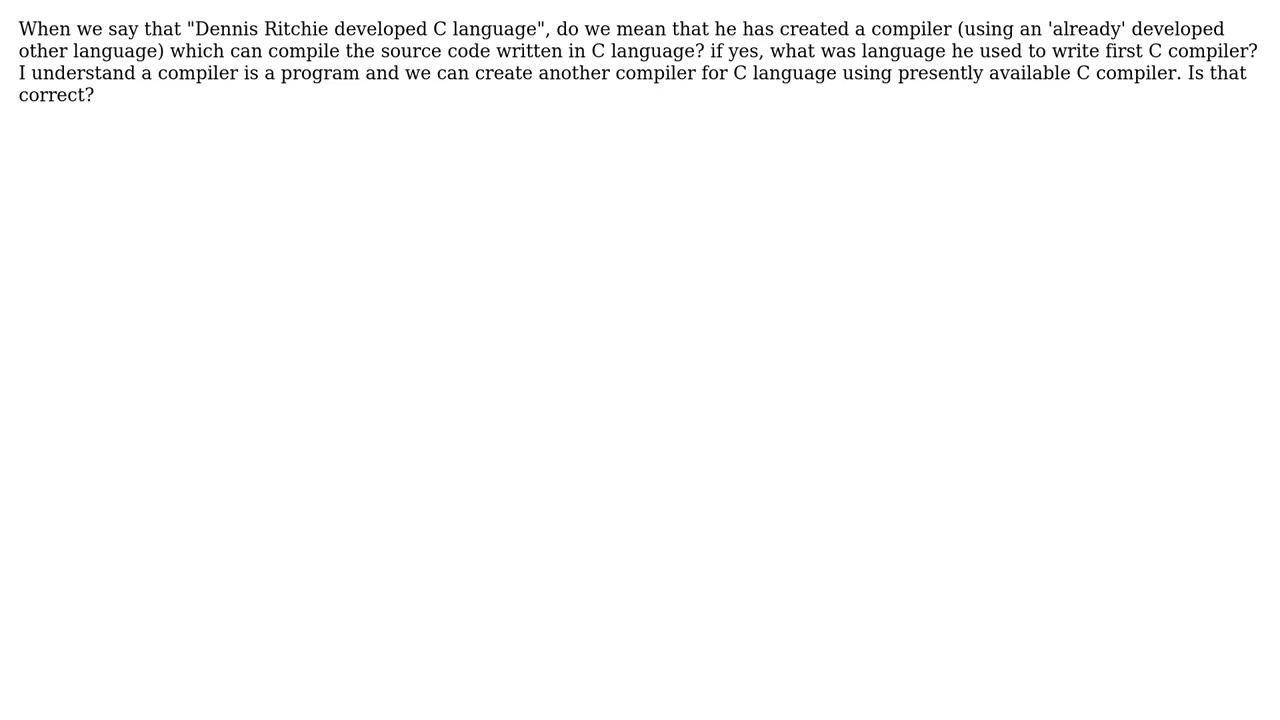 When we say that "Dennis Ritchie developed C language", do we mean that he has created a compiler (using an 'already' developed
other language) which can compile the source code written in C language? if yes, what was language he used to write first C compiler?
I understand a compiler is a program and we can create another compiler for C language using presently available C compiler. Is that
correct?